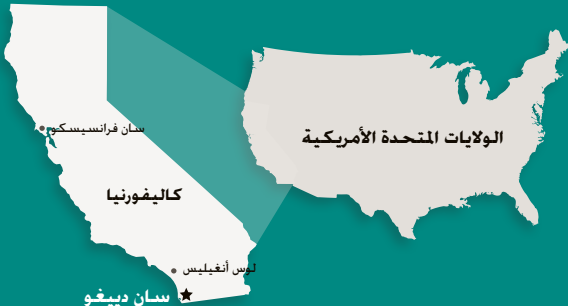 الولايات المتحدة الأمريكية
سان فرانسيسكو
كاليفورنيا
لوس أنغيليس
سان دييغو